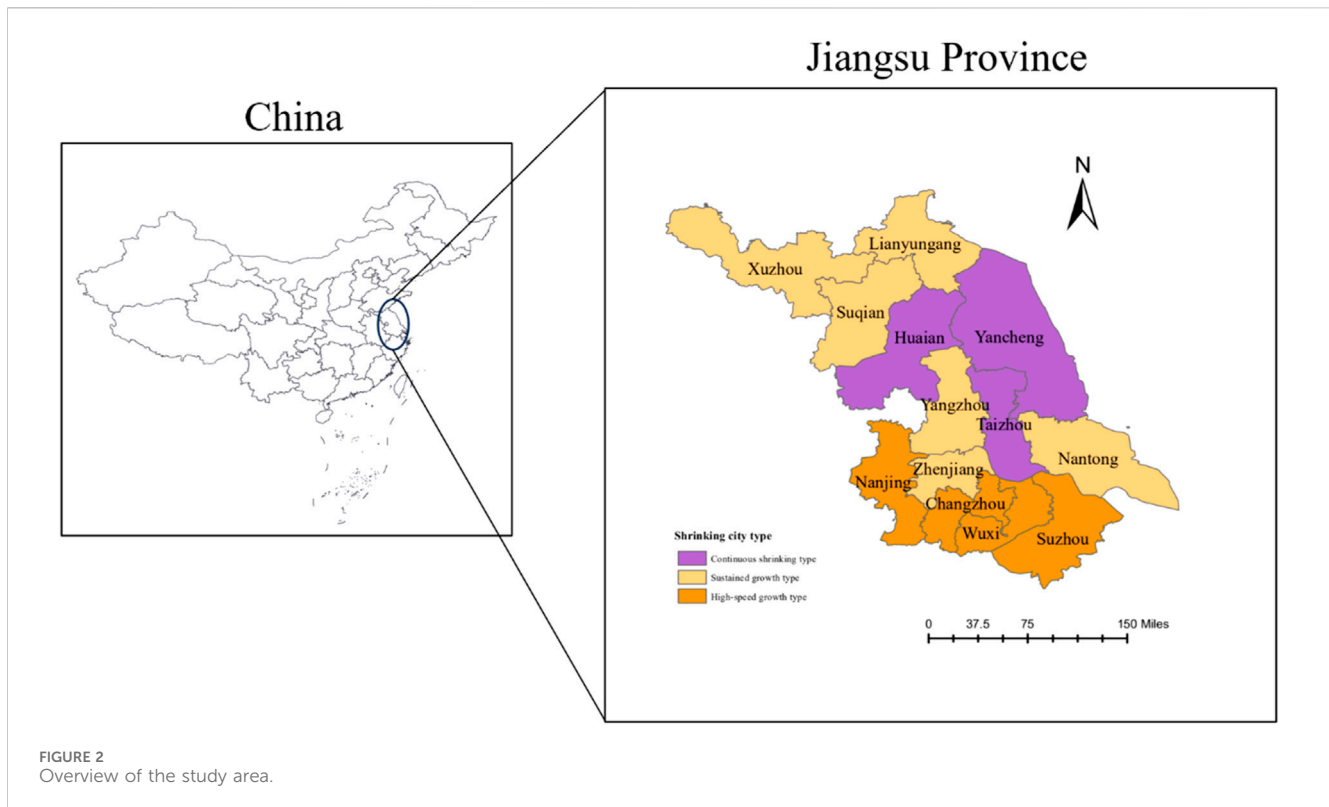 Jiangsu Province
China
N
Lianyungang
Xuzhou
Suqian
Huaian
Yancheng
Yangzhou
Taizhou
Nantong
Zhenjiang
Nanjing
Changzhou
Wuxi
Suzhou
Shrinking city type
Continuous shrinking type
Sustained growth type
High-speed growth type
0 37.5 75 150 Miles
FIGURE 2
Overview of the study area.